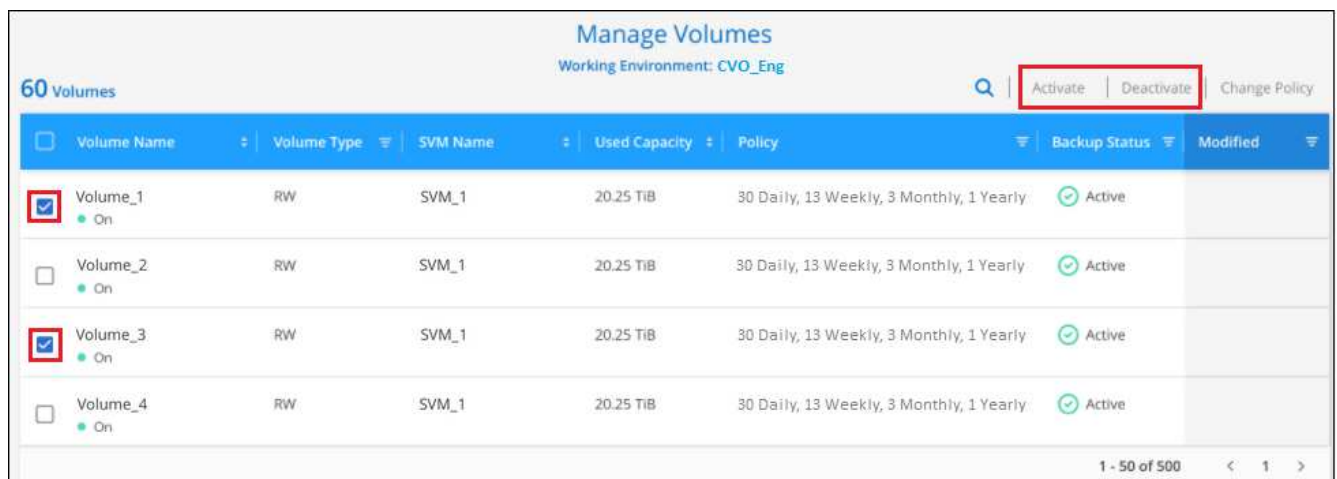 Manage Volumes
Working Environment: CVO_Eng
60 Volumes
Activate | Deactivate | Change Policy
Volume Name Volume Type SVM Name Used Capacity Policy Backup Status Modified
Volume_1 RW SVM_1 20.25 TiB 30 Daily, 13 Weekly, 3 Monthly, 1 Yearly Active
On
Volume_2 RW SVM_1 20.25 TiB 30 Daily, 13 Weekly, 3 Monthly, 1 Yearly Active
On
Volume_3 RW SVM_1 20.25 TiB 30 Daily, 13 Weekly, 3 Monthly, 1 Yearly Active
On
Volume_4 RW SVM_1 20.25 TiB 30 Daily, 13 Weekly, 3 Monthly, 1 Yearly Active
On
1 - 50 of 500 < 1 >